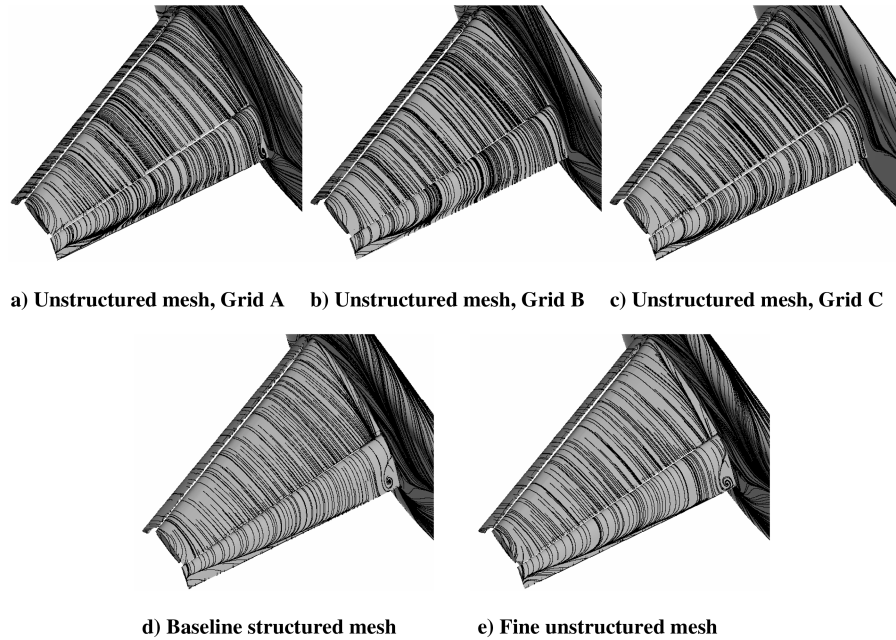 a) Unstructured mesh, Grid A
b) Unstructured mesh, Grid B
c) Unstructured mesh, Grid C
d) Baseline structured mesh
e) Fine unstructured mesh